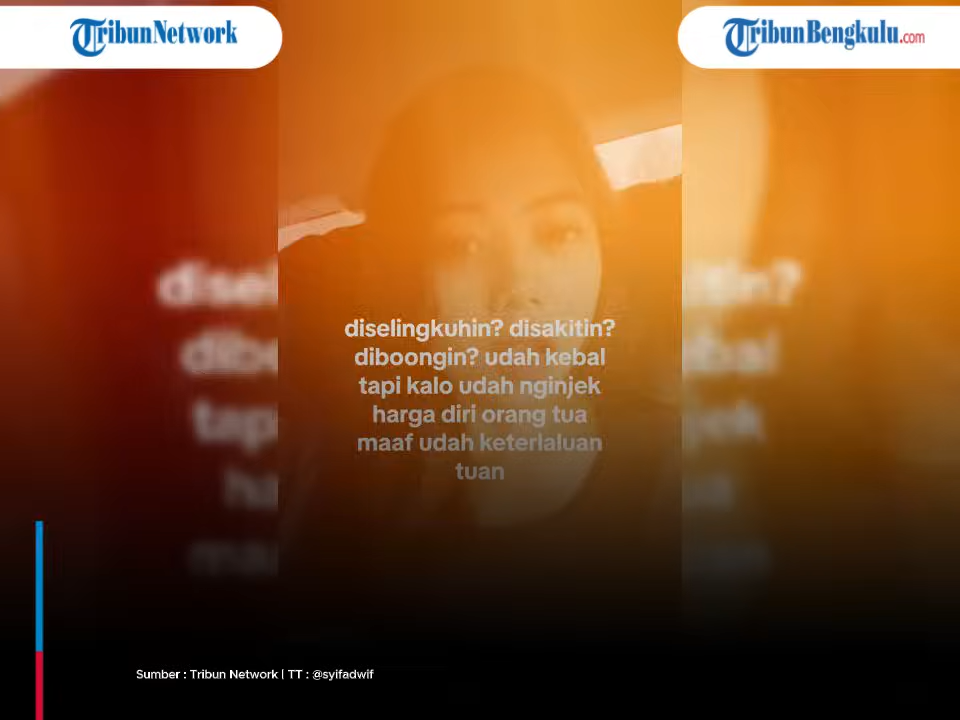 TribunNetwork
TribunBengkulu.com
diselingkuhin? disakitin?
diboongin? udah kebal
tapi kalo udah nginjek
harga diri orang tua
maaf udah keterlaluan
tuan
Sumber : Tribun Network | TT : @syifadwif